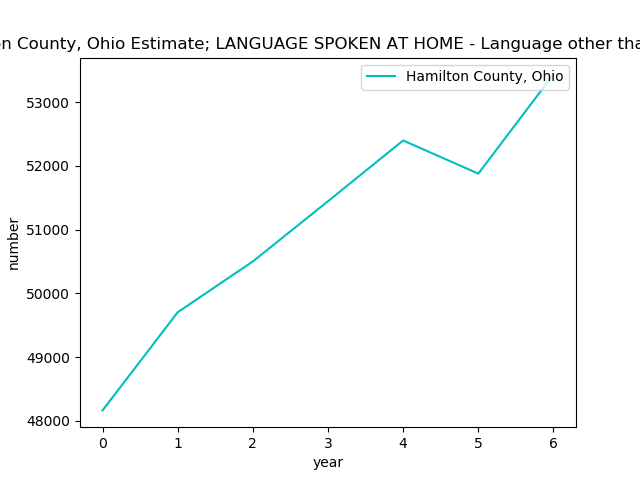 n County, Ohio Estimate; LANGUAGE SPOKEN AT HOME - Language other tha
Hamilton County, Ohio
53000
52000
51000
50000
49000
48000
number
0 1 2 3 4 5 6
year